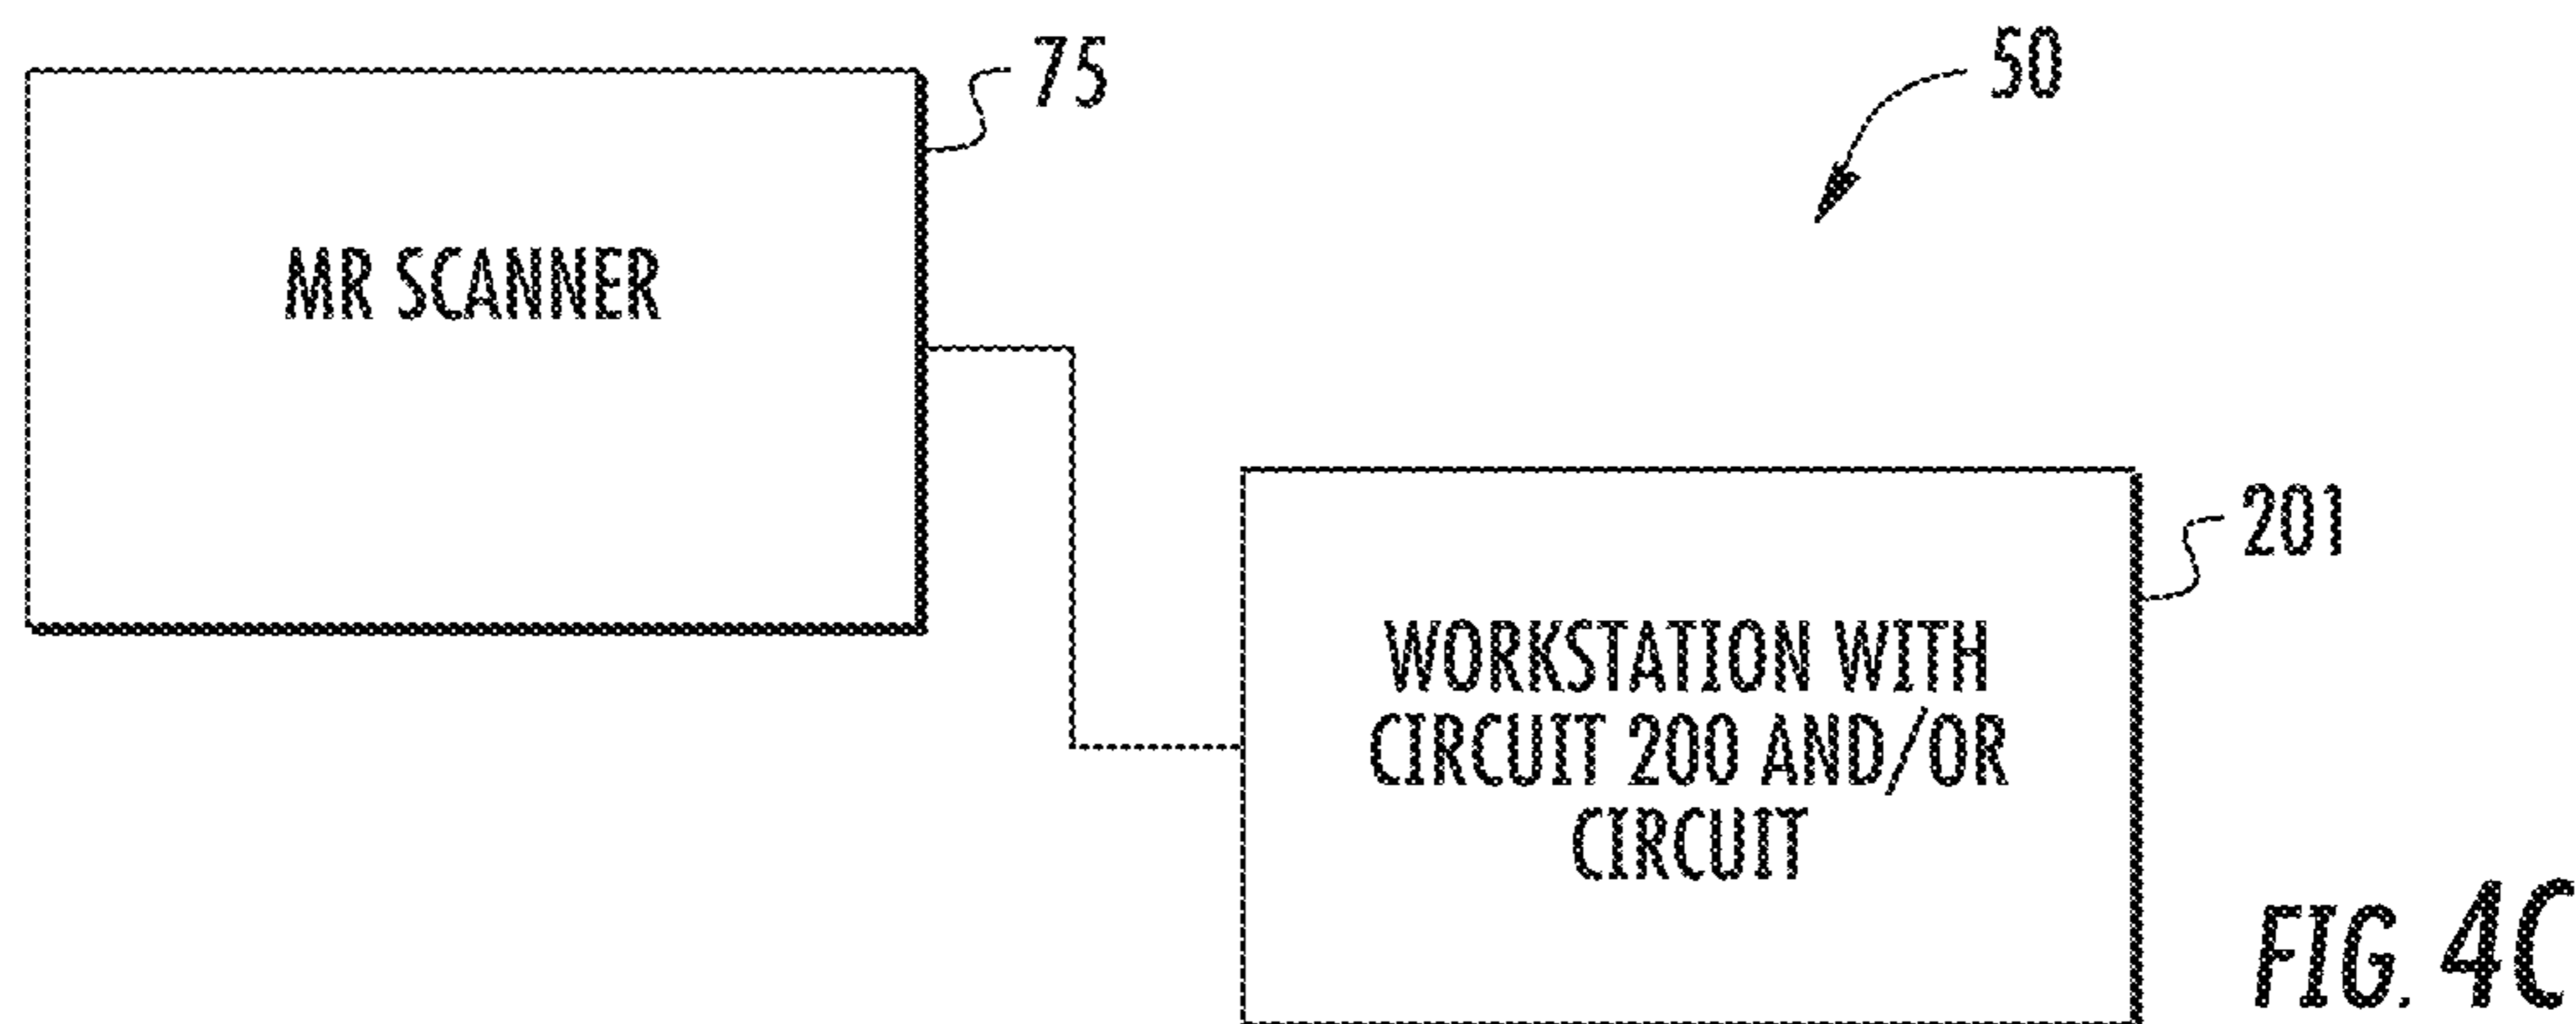 75
50
MR SCANNER
201
WORKSTATION WITH
CIRCUIT 200 AND/OR
CIRCUIT
FIG. 4C